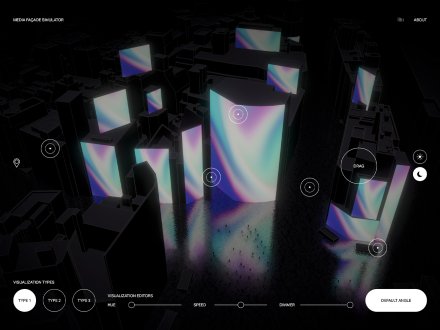 MEDIA FAÇADE SIMULATOR
ABOUT
DRAG
VISUALIZATION TYPES
TYPE 1
TYPE 2
TYPE 3
VISUALIZATION EDITORS
HUE
SPEED
DIMMER
DEFAULT ANGLE